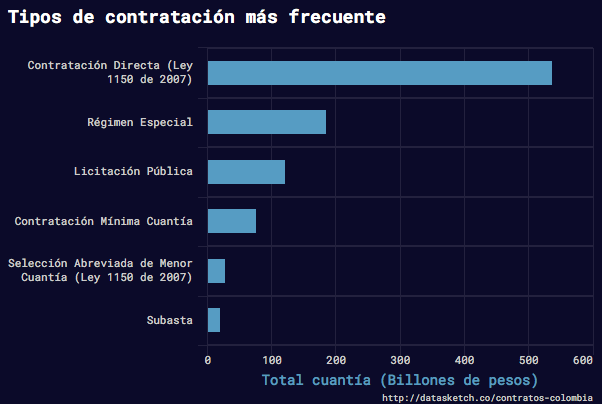 Tipos de contratación más frecuente
Contratación Directa (Ley
1150 de 2007)
Régimen Especial
Licitación Pública
Contratación Mínima Cuantía
Selección Abreviada de Menor
Cuantía (Ley 1150 de 2007)
Subasta
0 100 200 300 400 500 600
Total cuantía (Billones de pesos)
http://datasketch.co/contratos-colombia